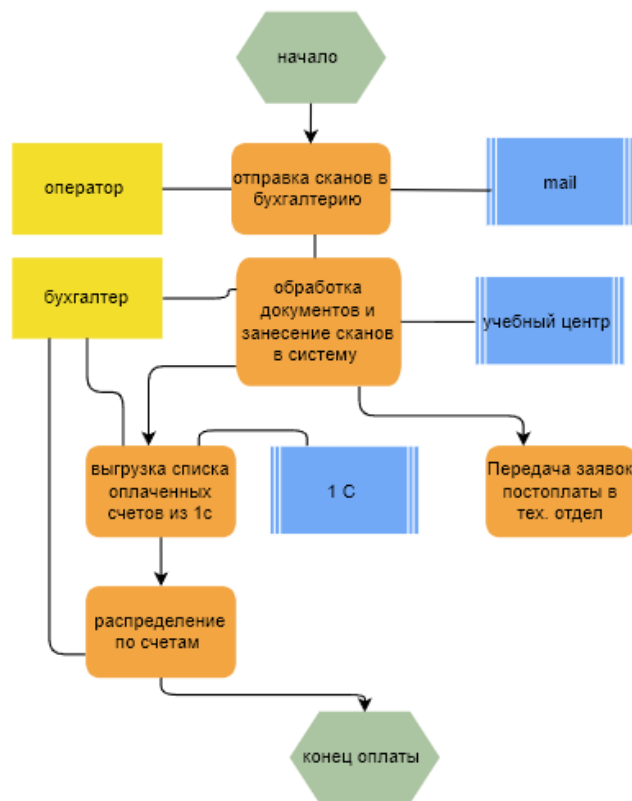 начало
оператор
отправка сканов в
бухгалтерию
mail
бухгалтер
обработка
документов и
занесение сканов
в систему
учебный центр
выгрузка списка
оплаченных
счетов из 1с
1 С
Передача заявок
постоплаты в
тех. отдел
распределение
по счетам
конец оплаты